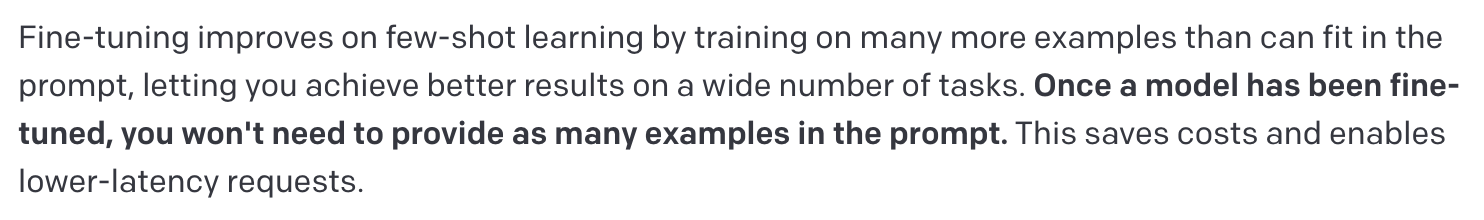 Fine-tuning improves on few-shot learning by training on many more examples than can fit in the
prompt, letting you achieve better results on a wide number of tasks. Once a model has been fine-
tuned, you won't need to provide as many examples in the prompt. This saves costs and enables
lower-latency requests.